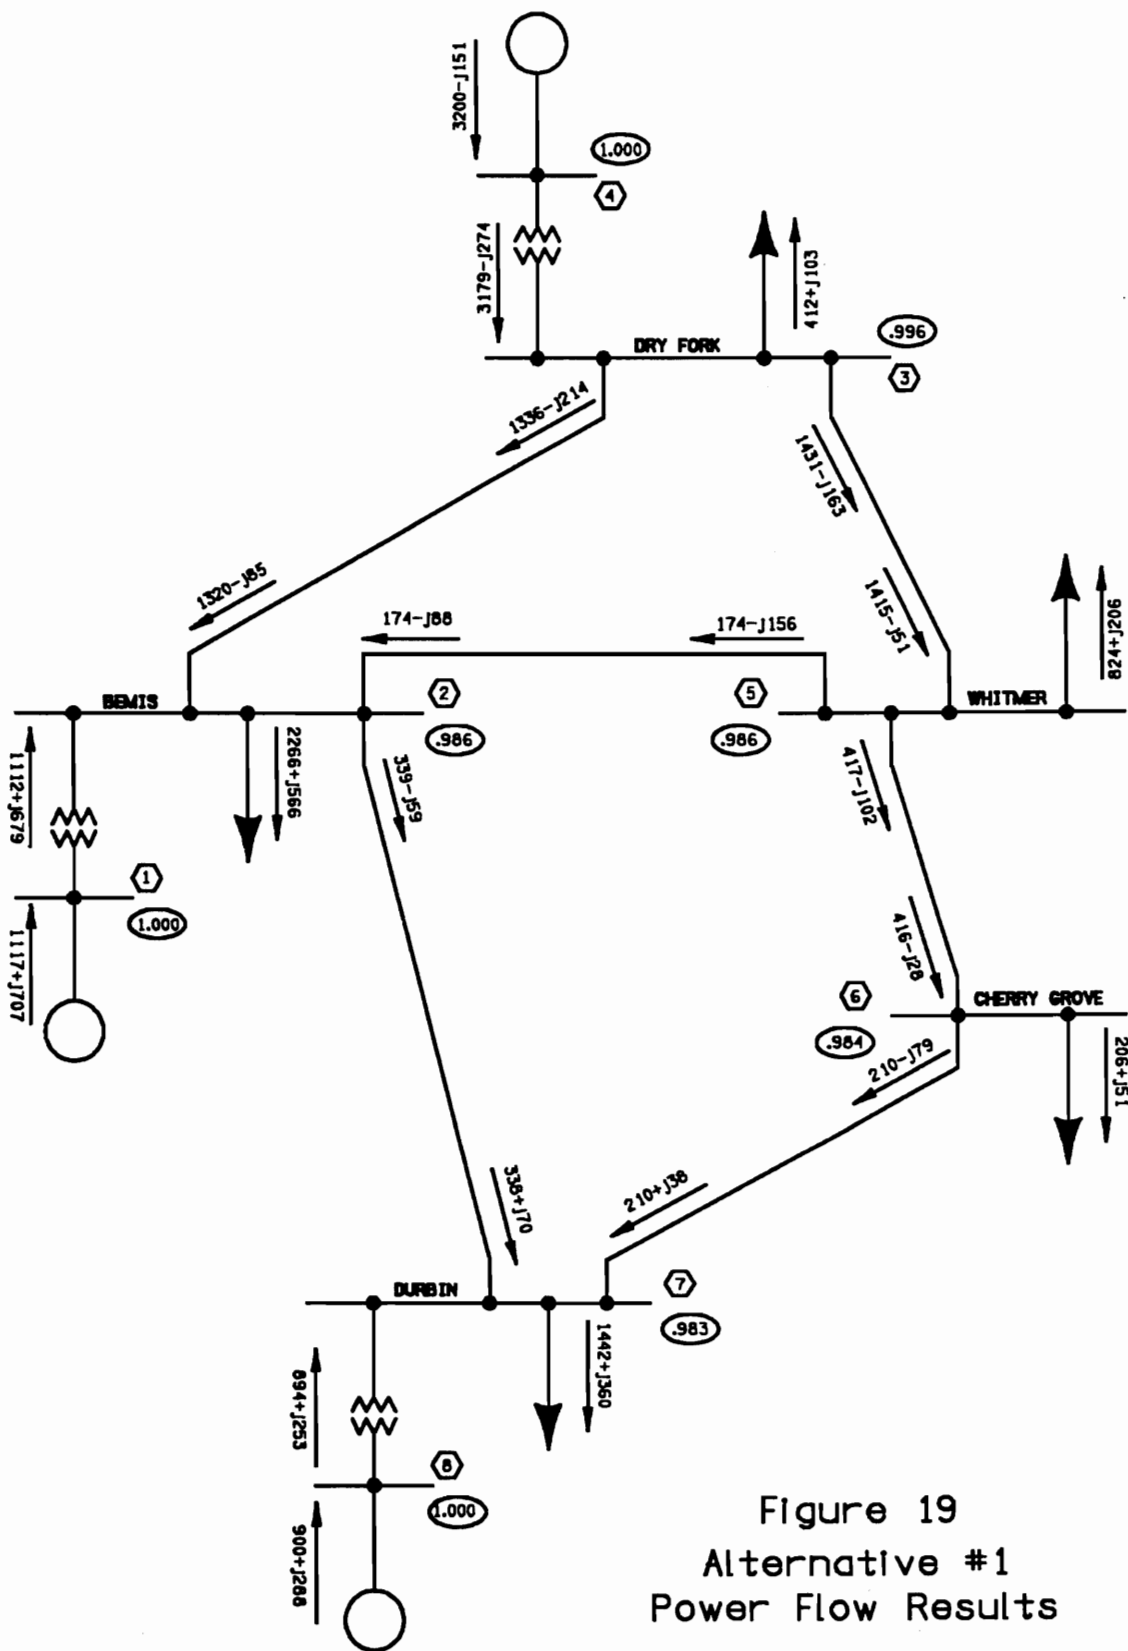 3200-J151
1.000
4
3179-J274
412+J103
.996
DRY FORK
3
1336-J214
1431-J163
1320-J85
1415-J51
174-J88
174-J156
824+J206
BEMIS
2
5
WHITMER
.986
.986
1112+J679
2266+J566
339-J59
417-J102
1
1.000
1117+J707
416-J28
6
CHERRY GROVE
.984
210-J79
206+J51
338+J70
210+J38
DURBIN
7
.983
894+J253
1442+J360
8
1.000
900+J288
Figure 19
Alternative #1
Power Flow Results